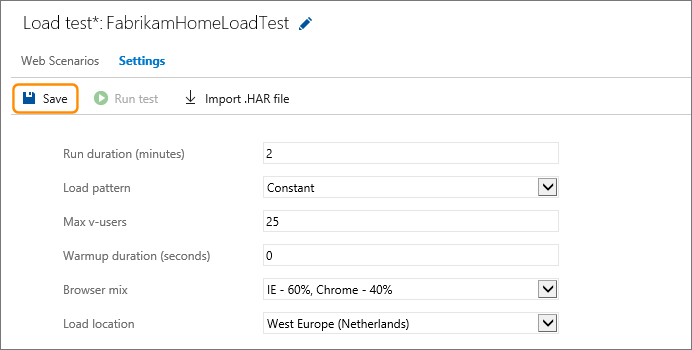 Load test*: FabrikamHomeLoadTest
Web Scenarios Settings
Save Run test Import .HAR file
Run duration (minutes) 2
Load pattern Constant
Max v-users 25
Warmup duration (seconds) 0
Browser mix IE - 60%, Chrome - 40%
Load location West Europe (Netherlands)